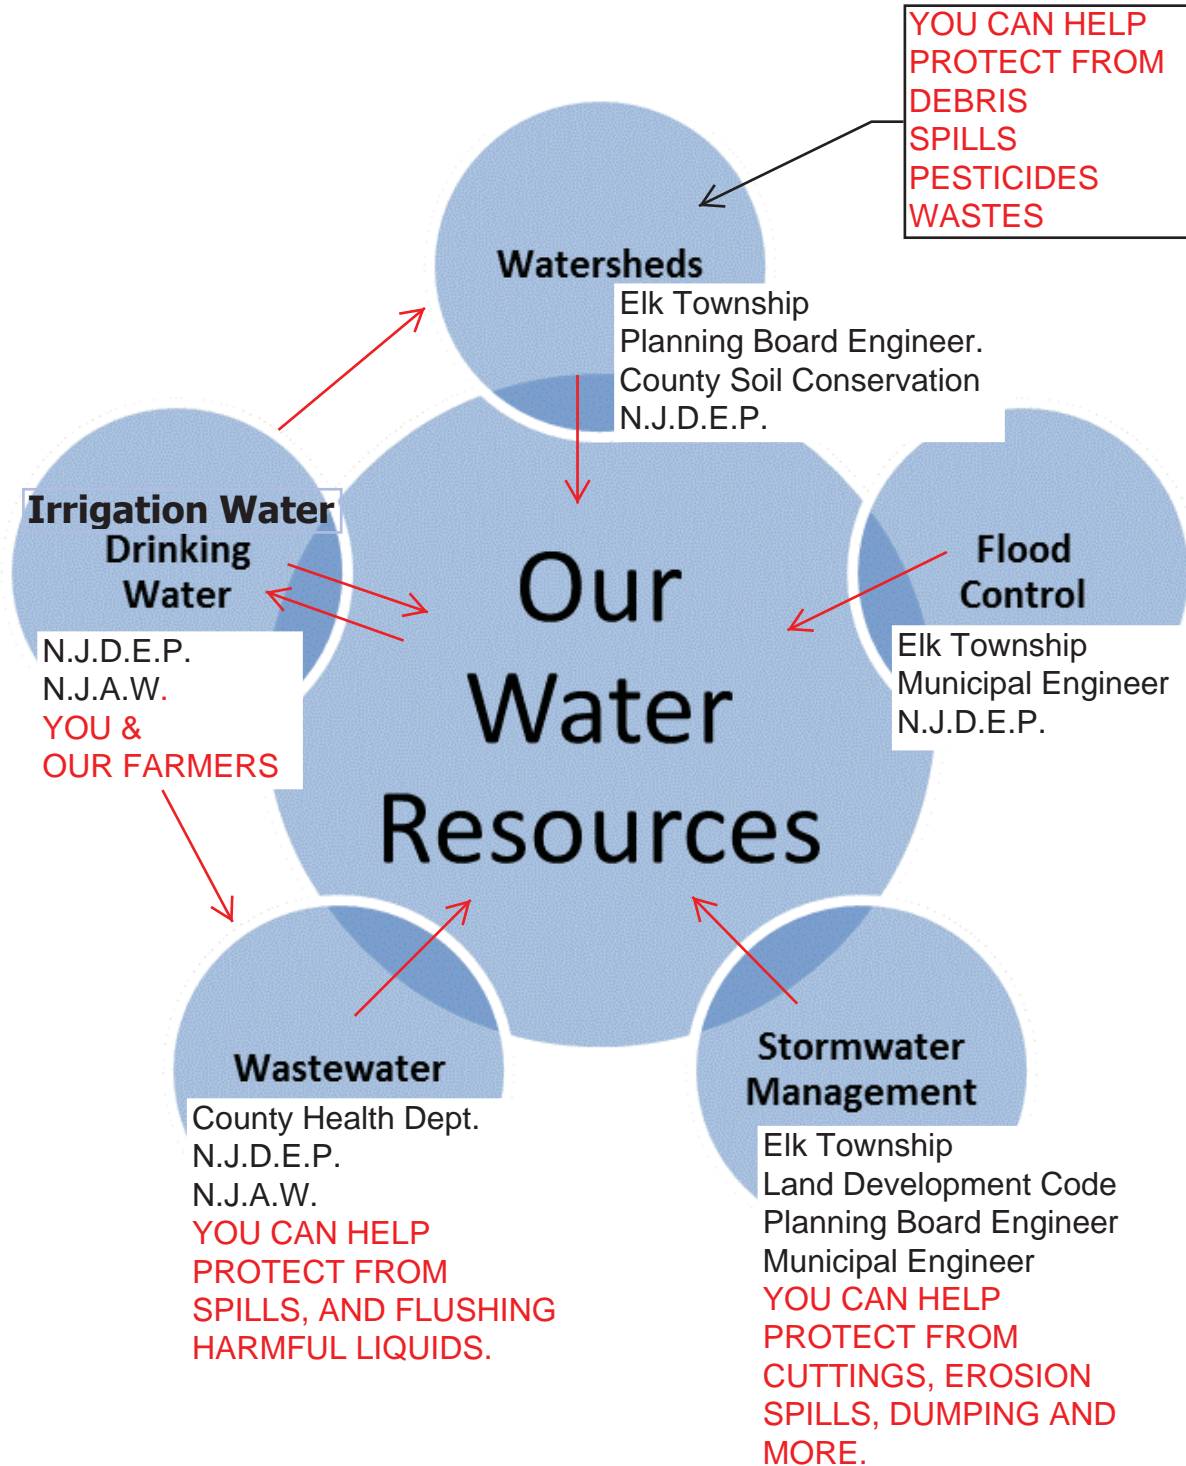 YOU CAN HELP
PROTECT FROM
DEBRIS
SPILLS
PESTICIDES
WASTES
Watersheds
Elk Township
Planning Board Engineer.
County Soil Conservation
N.J.D.E.P.
Irrigation Water
Drinking
Water
N.J.D.E.P.
N.J.A.W.
YOU &
OUR FARMERS
Our
Water
Resources
Flood
Control
Elk Township
Municipal Engineer
N.J.D.E.P.
Wastewater
County Health Dept.
N.J.D.E.P.
N.J.A.W.
YOU CAN HELP
PROTECT FROM
SPILLS, AND FLUSHING
HARMFUL LIQUIDS.
Stormwater
Management
Elk Township
Land Development Code
Planning Board Engineer
Municipal Engineer
YOU CAN HELP
PROTECT FROM
CUTTINGS, EROSION
SPILLS, DUMPING AND
MORE.